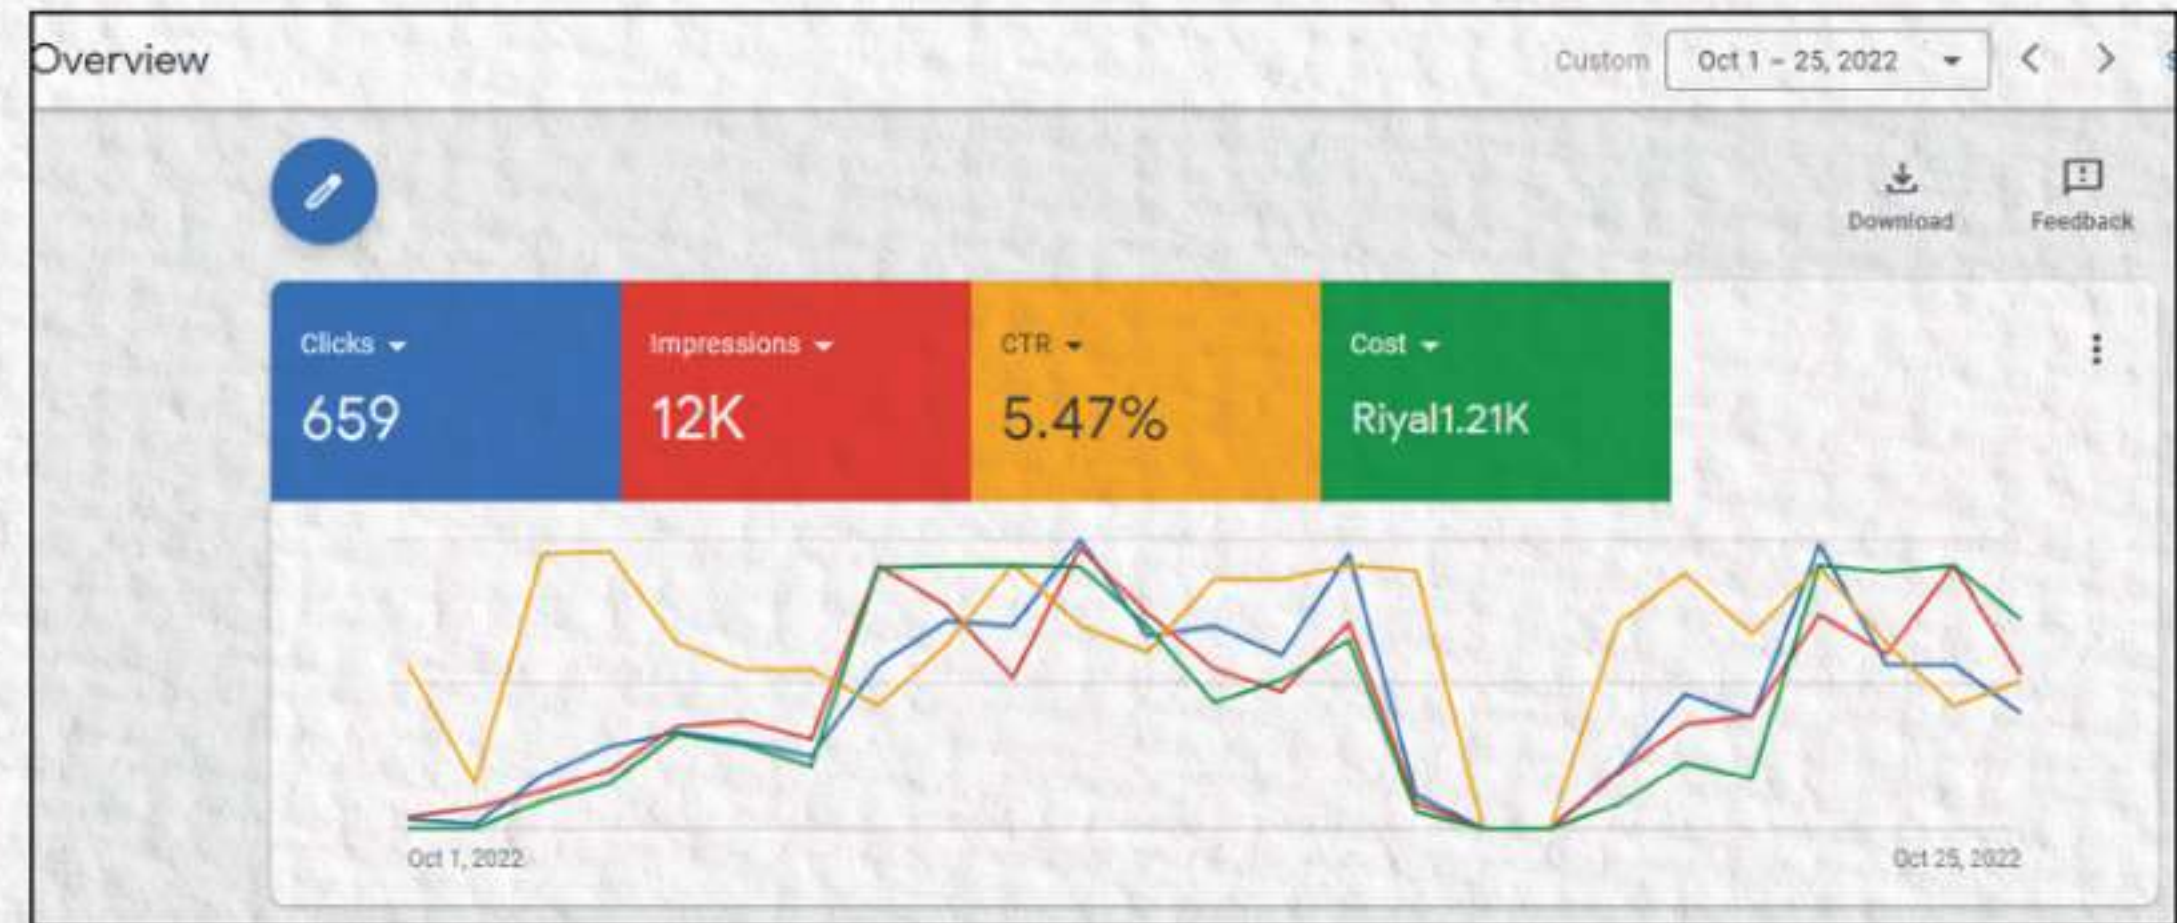 Overview
Custom Oct 1 – 25, 2022
Download Feedback
Clicks Impressions CTR Cost
659 12K 5.47% Riyal1.21K
Oct 1, 2022 Oct 25, 2022